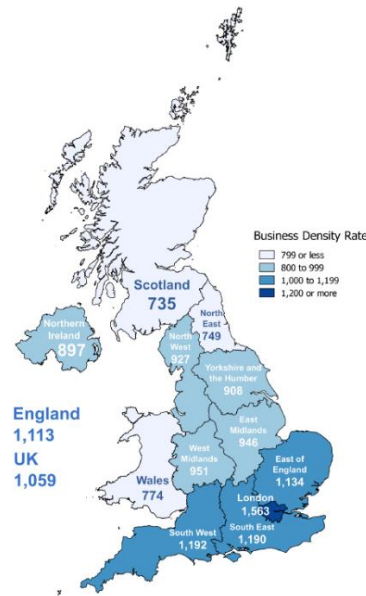 Business Density Rate
799 or less
800 to 999
1,000 to 1,199
1,200 or more
Scotland
735
North
East
749
Northern
Ireland
897
North
West
927
Yorkshire and
the Humber
908
East
Midlands
946
West
Midlands
951
England
1,113
UK
1,059
Wales
774
East of
England
1,134
London
1,563
South West
1,192
South East
1,190